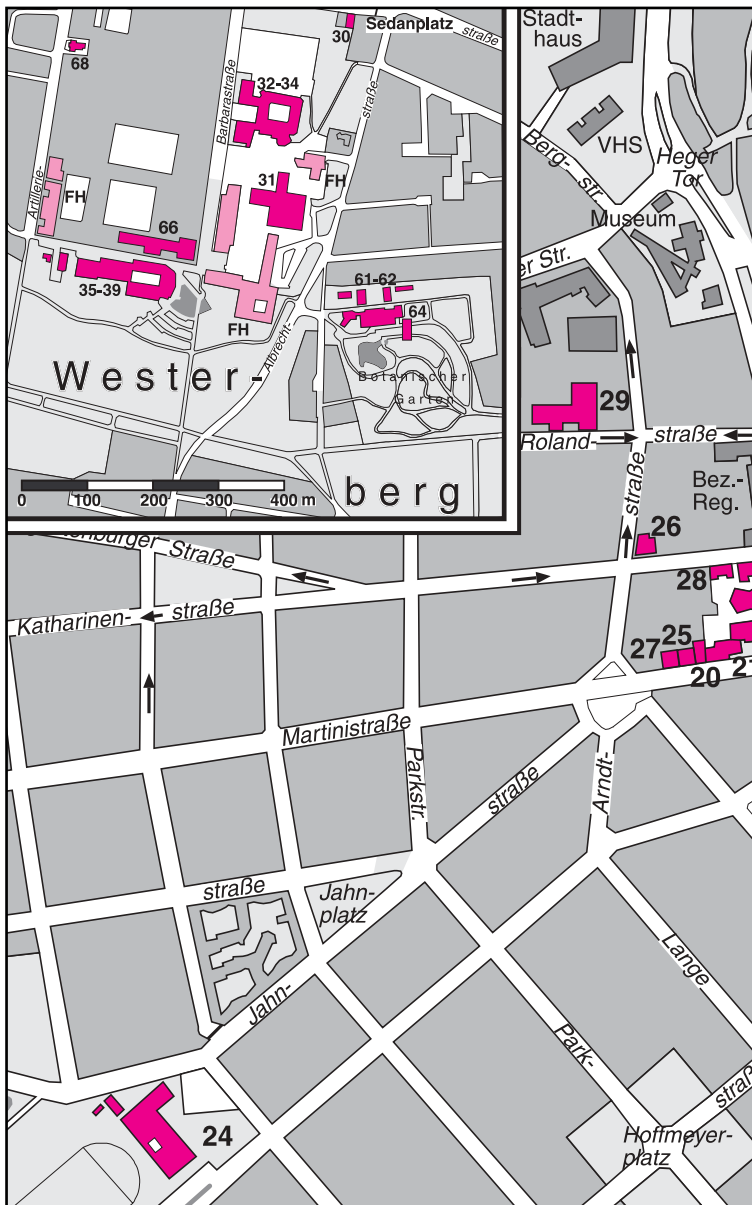 Sedanplatz
30
straße
68
32-34
Barbarastraße
straße
Artillerie-
FH
31
FH
66
35-39
FH
61-62
64
Albrecht-
Wester-
berg
Botanischer
Garten
0 100 200 300 400 m
Stadt-
haus
VHS
Berg-
str.
Heger
Tor
Museum
er Str.
29
Roland-
straße
straße
Bez.-
Reg.
26
28
25
27
20
burger Straße
Katharinen-
straße
Martinistraße
Parkstr.
straße
Arndt-
straße
Jahn-
platz
Jahn-
Lange
Park-
straß
Hoffmeyer-
platz
24